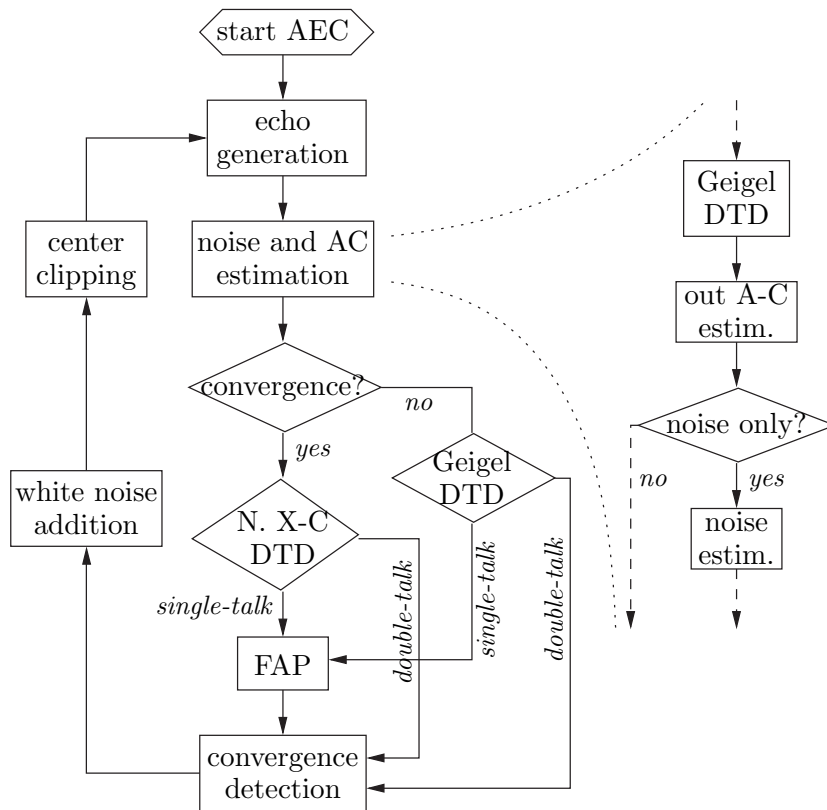 start AEC
echo
generation
noise and AC
estimation
center
clipping
convergence?
no
yes
Geigel
DTD
white noise
addition
N. X-C
DTD
single-talk
double-talk
single-talk
double-talk
FAP
convergence
detection
Geigel
DTD
out A-C
estim.
noise only?
no
yes
noise
estim.